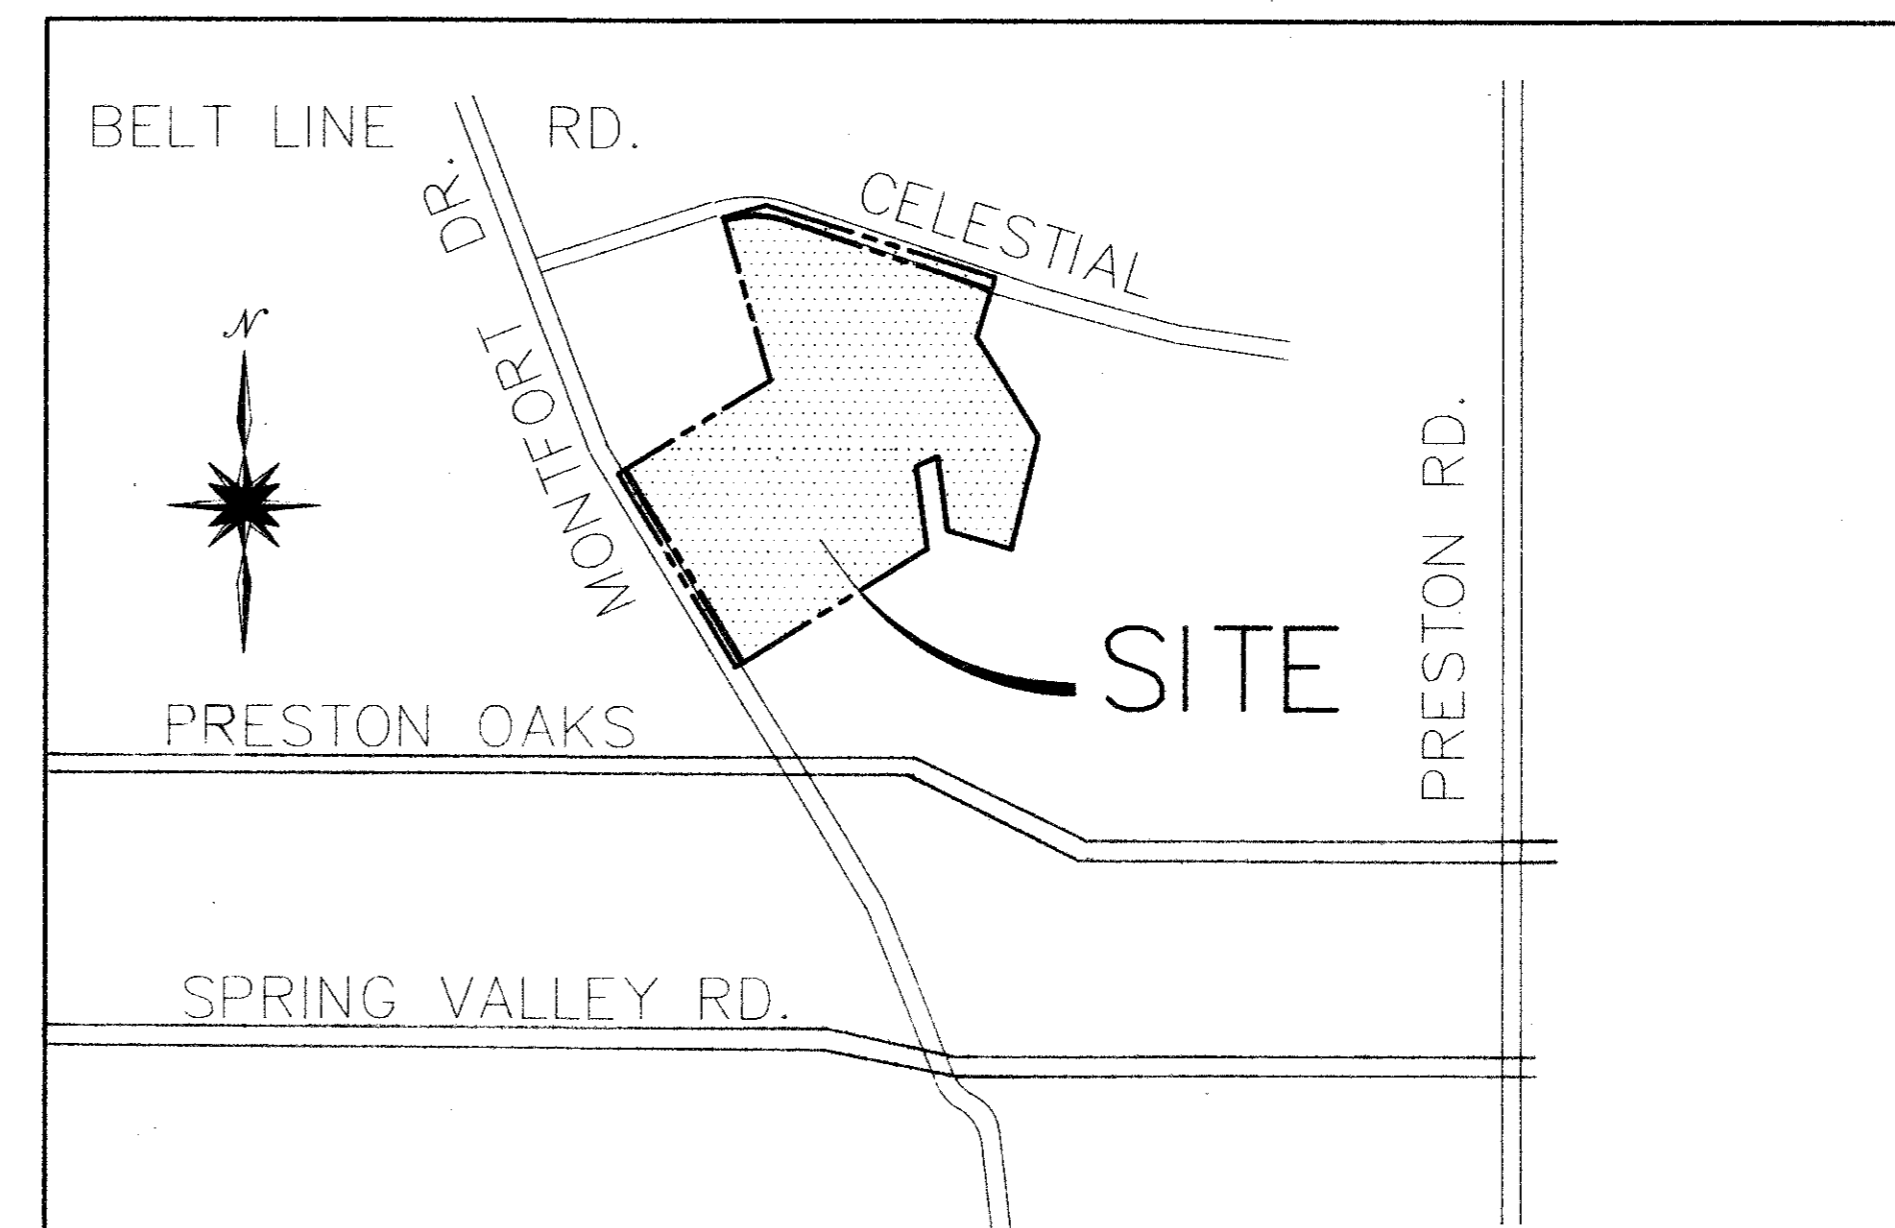 BELT LINE RD.
CELESTIAL
MONTFORT DR.
N
PRESTON RD.
SITE
PRESTON OAKS
SPRING VALLEY RD.